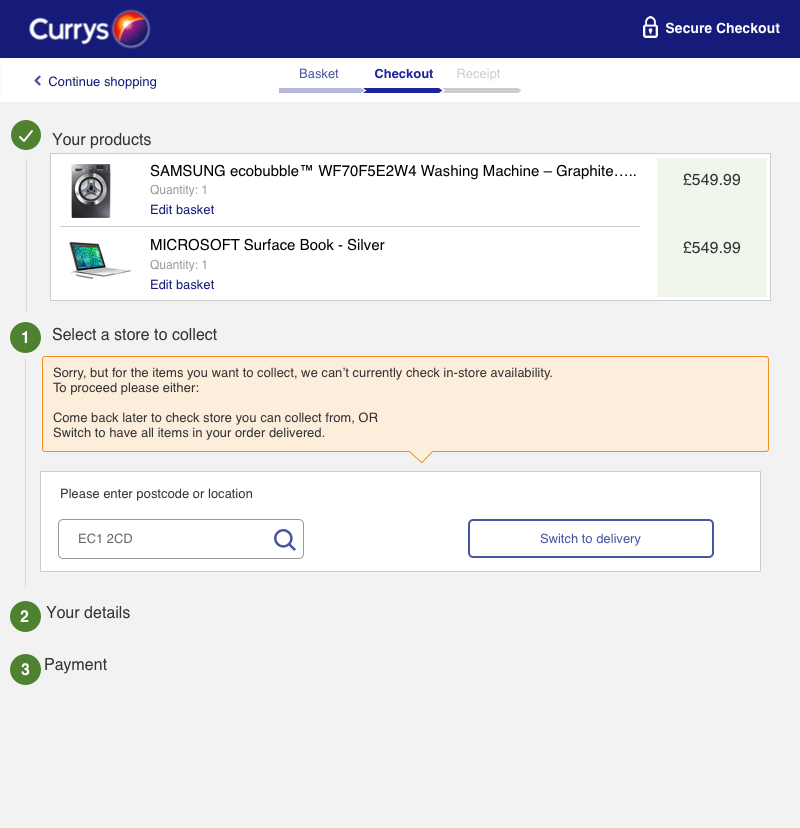 Currys
Secure Checkout
Continue shopping
Basket
Checkout
Receipt
Your products
SAMSUNG ecobubble™ WF70F5E2W4 Washing Machine – Graphite…..
£549.99
Quantity: 1
Edit basket
MICROSOFT Surface Book - Silver
£549.99
Quantity: 1
Edit basket
1
Select a store to collect
Sorry, but for the items you want to collect, we can’t currently check in-store availability.
To proceed please either:
Come back later to check store you can collect from, OR
Switch to have all items in your order delivered.
Please enter postcode or location
EC1 2CD
Switch to delivery
2
Your details
3
Payment